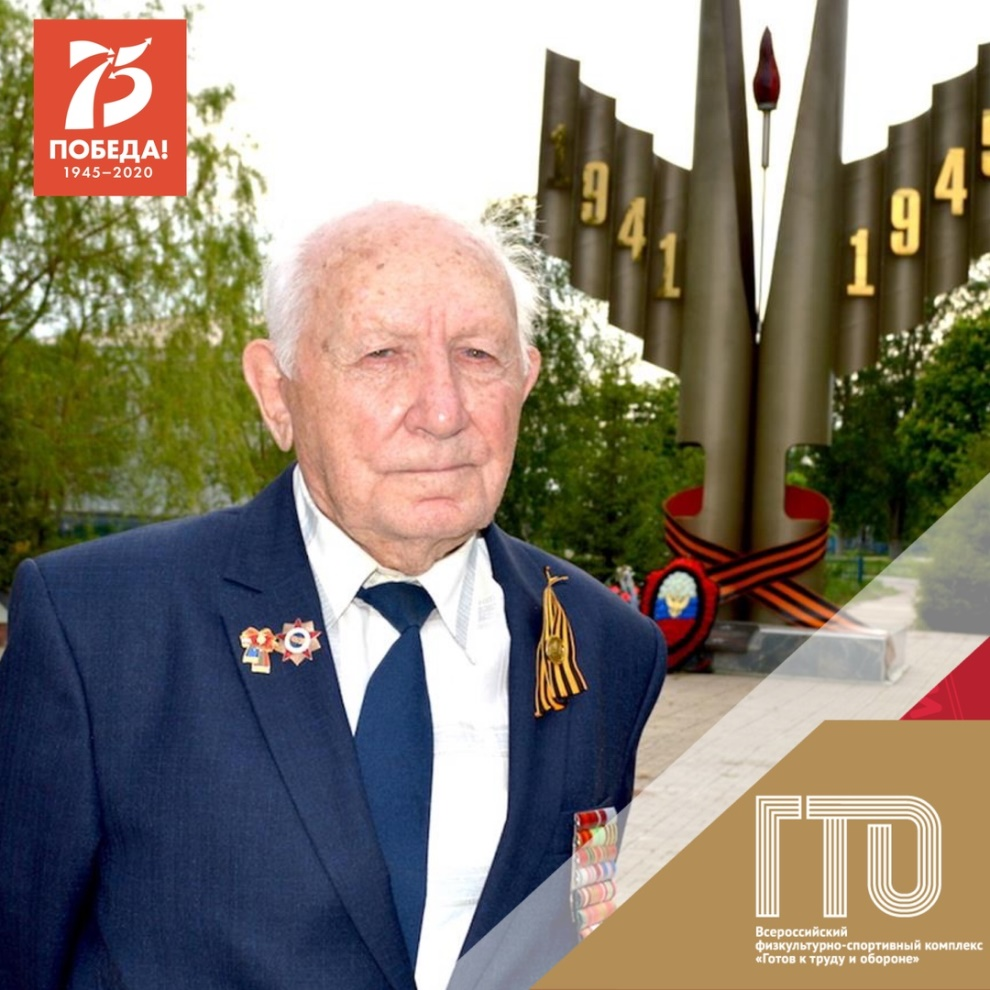 75
ПОБЕДА!
1945–2020
1941 1945
ГТО
Всероссийский
физкультурно-спортивный комплекс
«Готов к труду и обороне»